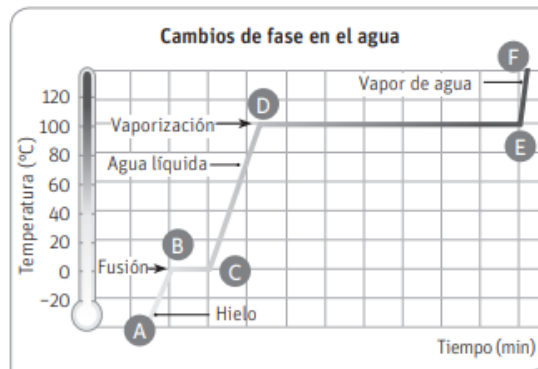 Cambios de fase en el agua
F
Vapor de agua
120
D
Vaporización
100
E
Agua líquida
80
60
40
20
B
Fusión
0
C
−20
Hielo
A
Temperatura (°C)
Tiempo (min)